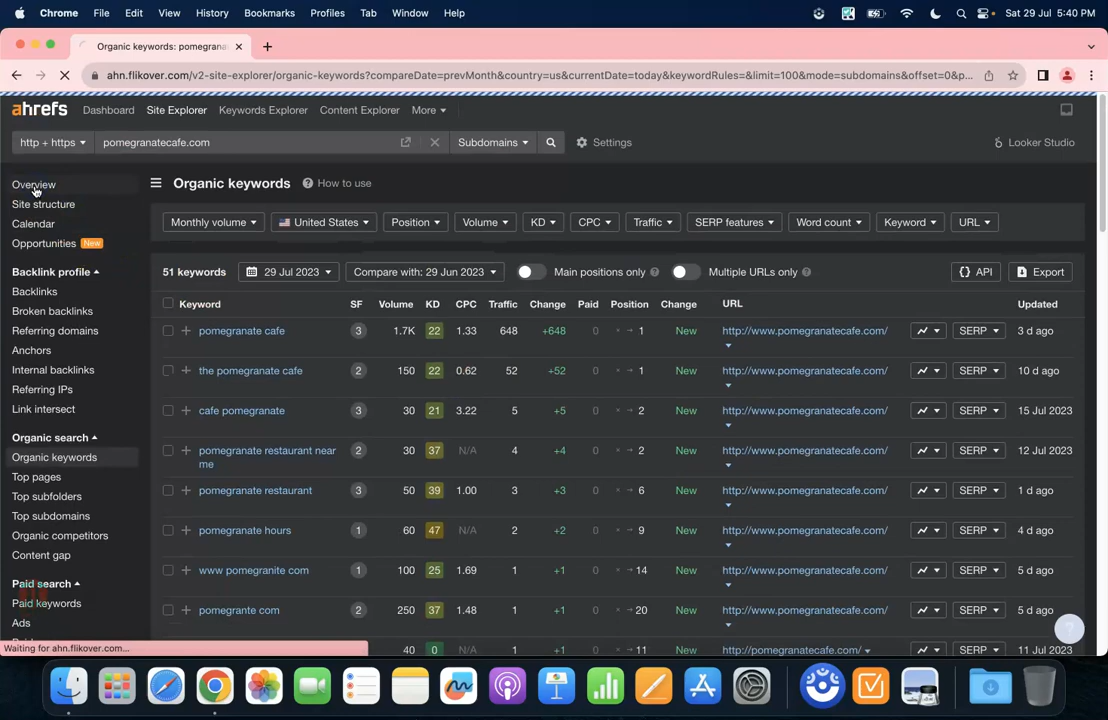 Chrome File Edit View History Bookmarks Profiles Tab Window Help Sat 29 Jul 5:40 PM
Organic keywords: pomegrana
ahn.flikover.com/v2-site-explorer/organic-keywords?compareDate=prevMonth&country=us&currentDate=today&keywordRules=&limit=100&mode=subdomains&offset=0&p...
ahrefs Dashboard Site Explorer Keywords Explorer Content Explorer More
http + https pomegranatecafe.com Subdomains Settings Looker Studio
Overview
Site structure
Calendar
Opportunities New
Backlink profile
Backlinks
Broken backlinks
Referring domains
Anchors
Internal backlinks
Referring IPs
Link intersect
Organic search
Organic keywords
Top pages
Top subfolders
Top subdomains
Organic competitors
Content gap
Paid search
Paid keywords
Ads
Organic keywords ? How to use
Monthly volume United States Position Volume KD CPC Traffic SERP features Word count Keyword URL
51 keywords 29 Jul 2023 Compare with: 29 Jun 2023 Main positions only ? Multiple URLs only ? {} API Export
Keyword SF Volume KD CPC Traffic Change Paid Position Change URL Updated
pomegranate cafe 3 1.7K 22 1.33 648 +648 0 × → 1 New http://www.pomegranatecafe.com/ SERP 3 d ago
the pomegranate cafe 2 150 22 0.62 52 +52 0 × → 1 New http://www.pomegranatecafe.com/ SERP 10 d ago
cafe pomegranate 3 30 21 3.22 5 +5 0 × → 2 New http://www.pomegranatecafe.com/ SERP 15 Jul 2023
pomegranate restaurant near 2 30 37 N/A 4 +4 0 × → 2 New http://www.pomegranatecafe.com/ SERP 12 Jul 2023
me
pomegranate restaurant 3 50 39 1.00 3 +3 0 × → 6 New http://www.pomegranatecafe.com/ SERP 1 d ago
pomegranate hours 1 60 47 N/A 2 +2 0 × → 9 New http://www.pomegranatecafe.com/ SERP 4 d ago
www pomegranite com 1 100 25 1.69 1 +1 0 × → 14 New http://www.pomegranatecafe.com/ SERP 5 d ago
pomegrante com 2 250 37 1.48 1 +1 0 × → 20 New http://www.pomegranatecafe.com/ SERP 5 d ago
40 0 N/A 1 +1 0 × → 11 New http://pomegranatecafe.com/ SERP 11 Jul 2023
Waiting for ahn.flikover.com...